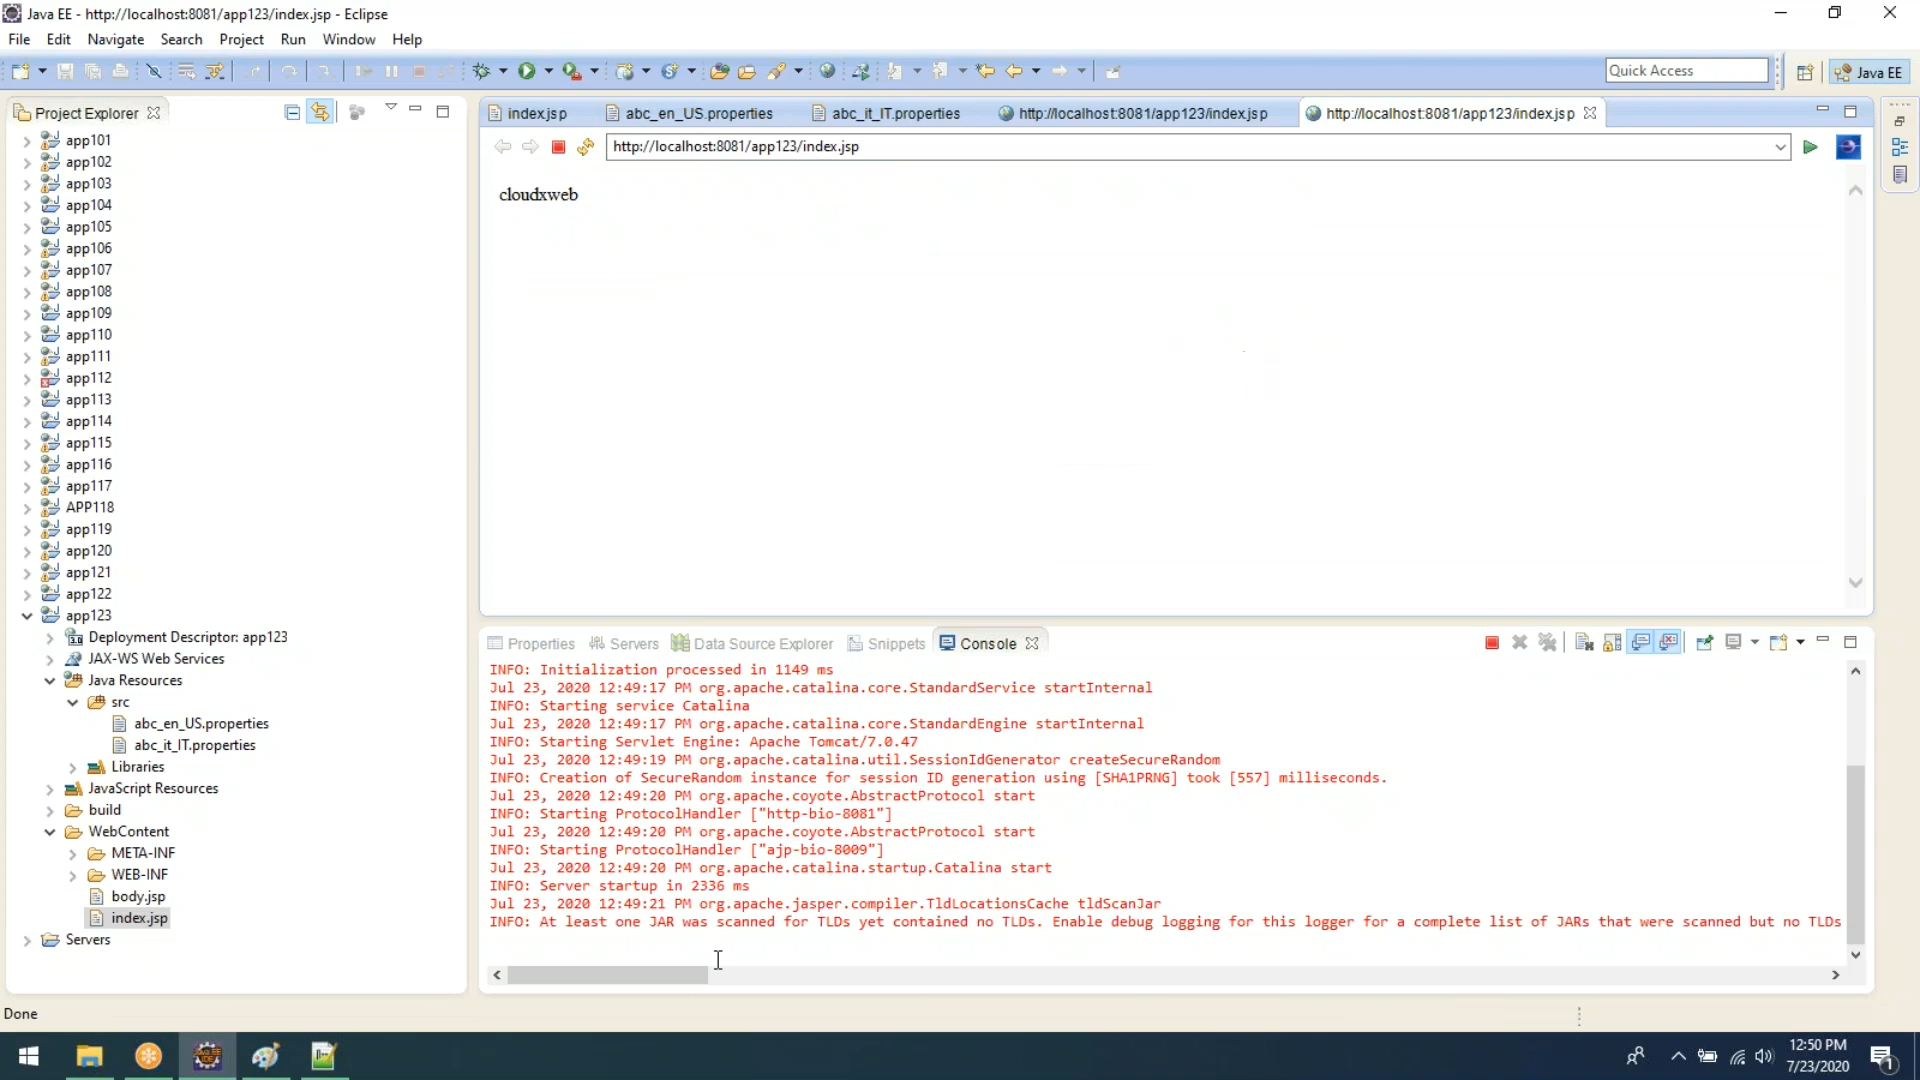 Java EE - http://localhost:8081/app123/index.jsp - Eclipse
File Edit Navigate Search Project Run Window Help
Quick Access
Java EE
Project Explorer
index.jsp
abc_en_US.properties
abc_it_IT.properties
http://localhost:8081/app123/index.jsp
http://localhost:8081/app123/index.jsp
http://localhost:8081/app123/index.jsp
cloudxweb
app101
app102
app103
app104
app105
app106
app107
app108
app109
app110
app111
app112
app113
app114
app115
app116
app117
APP118
app119
app120
app121
app122
app123
Deployment Descriptor: app123
JAX-WS Web Services
Java Resources
src
abc_en_US.properties
abc_it_IT.properties
Libraries
JavaScript Resources
build
WebContent
META-INF
WEB-INF
body.jsp
index.jsp
Servers
Properties Servers Data Source Explorer Snippets Console
INFO: Initialization processed in 1149 ms
Jul 23, 2020 12:49:17 PM org.apache.catalina.core.StandardService startInternal
INFO: Starting service Catalina
Jul 23, 2020 12:49:17 PM org.apache.catalina.core.StandardEngine startInternal
INFO: Starting Servlet Engine: Apache Tomcat/7.0.47
Jul 23, 2020 12:49:19 PM org.apache.catalina.util.SessionIdGenerator createSecureRandom
INFO: Creation of SecureRandom instance for session ID generation using [SHA1PRNG] took [557] milliseconds.
Jul 23, 2020 12:49:20 PM org.apache.coyote.AbstractProtocol start
INFO: Starting ProtocolHandler ["http-bio-8081"]
Jul 23, 2020 12:49:20 PM org.apache.coyote.AbstractProtocol start
INFO: Starting ProtocolHandler ["ajp-bio-8009"]
Jul 23, 2020 12:49:20 PM org.apache.catalina.startup.Catalina start
INFO: Server startup in 2336 ms
Jul 23, 2020 12:49:21 PM org.apache.jasper.compiler.TldLocationsCache tldScanJar
INFO: At least one JAR was scanned for TLDs yet contained no TLDs. Enable debug logging for this logger for a complete list of JARs that were scanned but no TLDs
Done
12:50 PM
7/23/2020
1